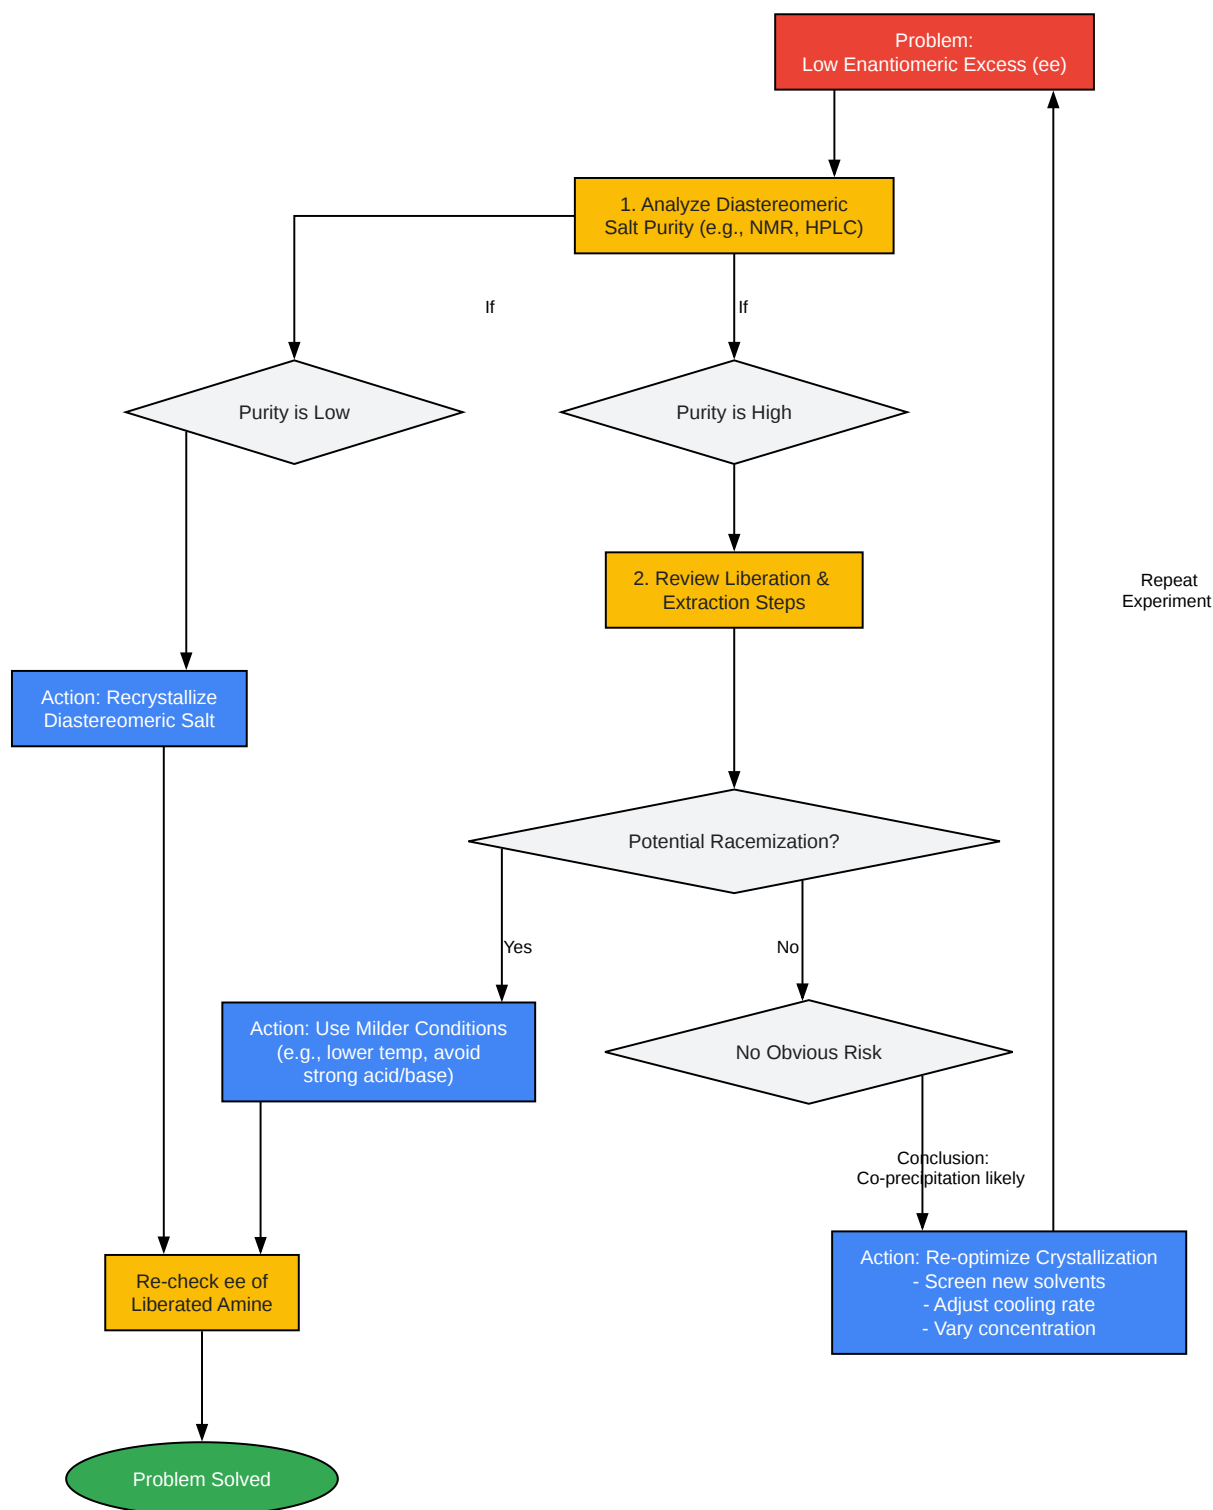 Problem:
Low Enantiomeric Excess (ee)
1. Analyze Diastereomeric
Salt Purity (e.g., NMR, HPLC)
If
If
Purity is Low
Purity is High
2. Review Liberation &
Extraction Steps
Repeat
Experiment
Action: Recrystallize
Diastereomeric Salt
Potential Racemization?
Yes
No
Action: Use Milder Conditions
(e.g., lower temp, avoid
strong acid/base)
No Obvious Risk
Conclusion:
Co-precipitation likely
Action: Re-optimize Crystallization
- Screen new solvents
- Adjust cooling rate
- Vary concentration
Re-check ee of
Liberated Amine
Problem Solved